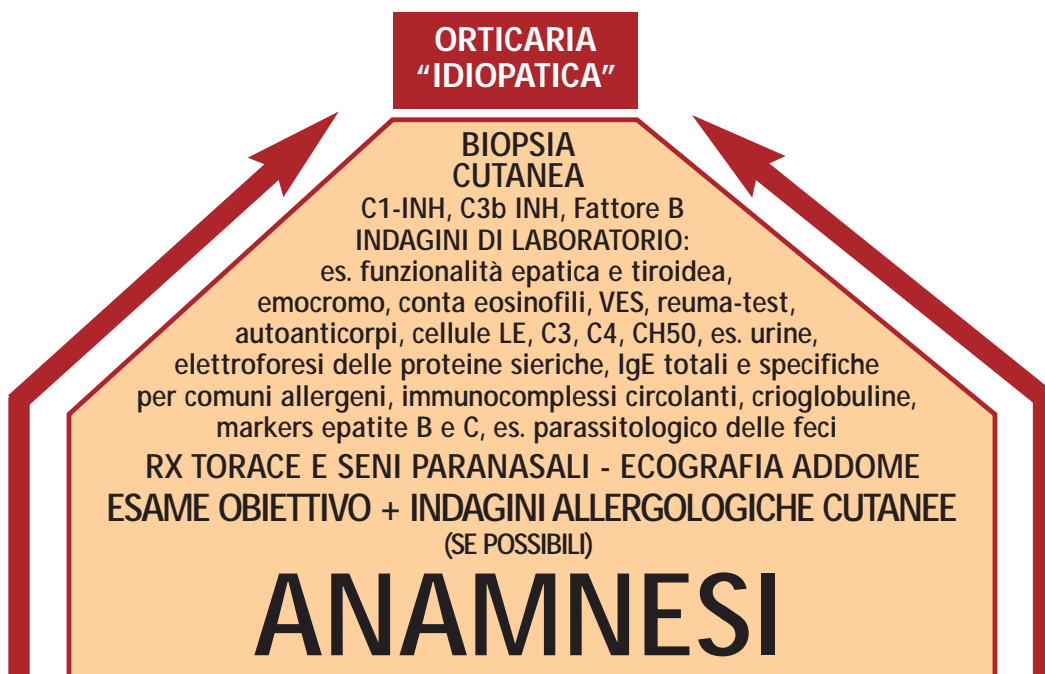 ORTICARIA
“IDIOPATICA”
BIOPSIA
CUTANEA
C1-INH, C3b INH, Fattore B
INDAGINI DI LABORATORIO:
es. funzionalità epatica e tiroidea,
emocromo, conta eosinofili, VES, reuma-test,
autoanticorpi, cellule LE, C3, C4, CH50, es. urine,
elettroforesi delle proteine sieriche, IgE totali e specifiche
per comuni allergeni, immunocomplessi circolanti, crioglobuline,
markers epatite B e C, es. parassitologico delle feci
RX TORACE E SENI PARANASALI - ECOGRAFIA ADDOME
ESAME OBIETTIVO + INDAGINI ALLERGOLOGICHE CUTANEE
(SE POSSIBILI)
ANAMNESI